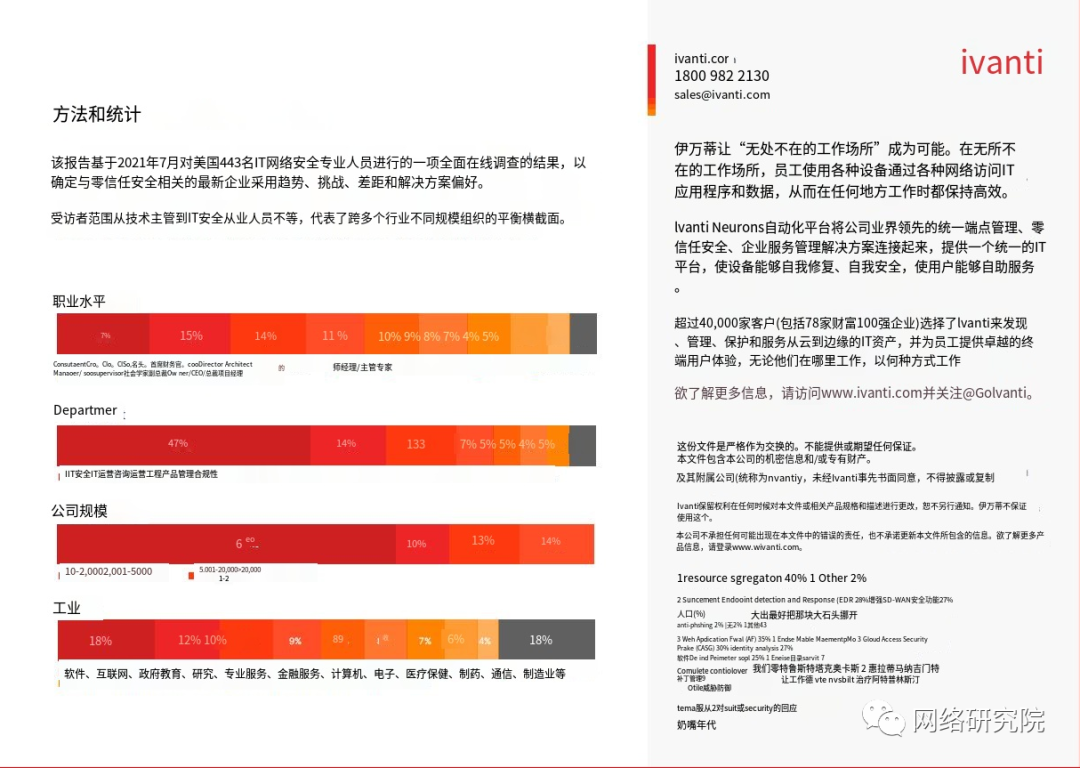 方法和统计
该报告基于2021年7月对美国443名IT网络安全专业人员进行的一项全面在线调查的结果，以
确定与零信任安全相关的最新企业采用趋势、挑战、差距和解决方案偏好。
受访者范围从技术主管到IT安全从业人员不等，代表了跨多个行业不同规模组织的平衡横截面。
职业水平
7% 15% 14% 11 % 10% 9% 8% 7% 4% 5%
ConsutaentCro, Clo, ClSo,名头。首席财务官。cooDirector Architect
的 师经理/主管专家
Manaoer/ soosupervisor社会学家副总裁Ow ner/CEO/总裁项目经理
Departmer :
47% 14% 133 7% 5% 5% 4% 5%
IIT安全IT运营咨询运营工程产品管理合规性
公司规模
6 eo 10% 13% 14%
10-2,0002,001-5000
5.001-20,000>20,000
1-2
工业
18% 12% 10% 9% 89 7% 6% 4% 18%
软件、互联网、政府教育、研究、专业服务、金融服务、计算机、电子、医疗保健、制药、通信、制造业等
ivanti.cor
1800 982 2130
sales@ivanti.com
ivanti
伊万蒂让“无处不在的工作场所”成为可能。在无所不
在的工作场所，员工使用各种设备通过各种网络访问IT
应用程序和数据，从而在任何地方工作时都保持高效。
lvanti Neurons自动化平台将公司业界领先的统一端点管理、零
信任安全、企业服务管理解决方案连接起来，提供一个统一的IT
平台，使设备能够自我修复、自我安全，使用户能够自助服务
。
超过40,000家客户(包括78家财富100强企业)选择了lvanti来发现
、管理、保护和服务从云到边缘的IT资产，并为员工提供卓越的终
端用户体验，无论他们在哪里工作，以何种方式工作
欲了解更多信息，请访问www.ivanti.com并关注@Golvanti。
这份文件是严格作为交换的。不能提供或期望任何保证。
本文件包含本公司的机密信息和/或专有财产。
及其附属公司(统称为nvantiy，未经lvanti事先书面同意，不得披露或复制
lvanti保留权利在任何时候对本文件或相关产品规格和描述进行更改，恕不另行通知。伊万蒂不保证
使用这个。
本公司不承担任何可能出现在本文件中的错误的责任，也不承诺更新本文件所包含的信息。欲了解更多产
品信息，请登录www.wivanti.com。
1resource sgregaton 40% 1 Other 2%
2 Suncement Endooint detection and Response (EDR 28%增强SD-WAN安全功能27%
人口(%) 大出最好把那块大石头挪开
anti-phshing 2% |无2% 1其他43
3 Weh Apdication Fwal (AF) 35% 1 Endse Mable MaementpMo 3 Gloud Access Security
Prake (CASG) 30% identity analysis 27%
软件De ind Peimeter sopl 25% 1 Eneise目录sarvit 7
Comulete contiolover 我们零特鲁斯特塔克奥卡斯 2 惠拉蒂马纳吉门特
补丁管理9 让工作德 vte nvsbilt 治疗阿特普林斯汀
Otile威胁防御
tema服从2对suit或security的回应
奶嘴年代
网络研究院